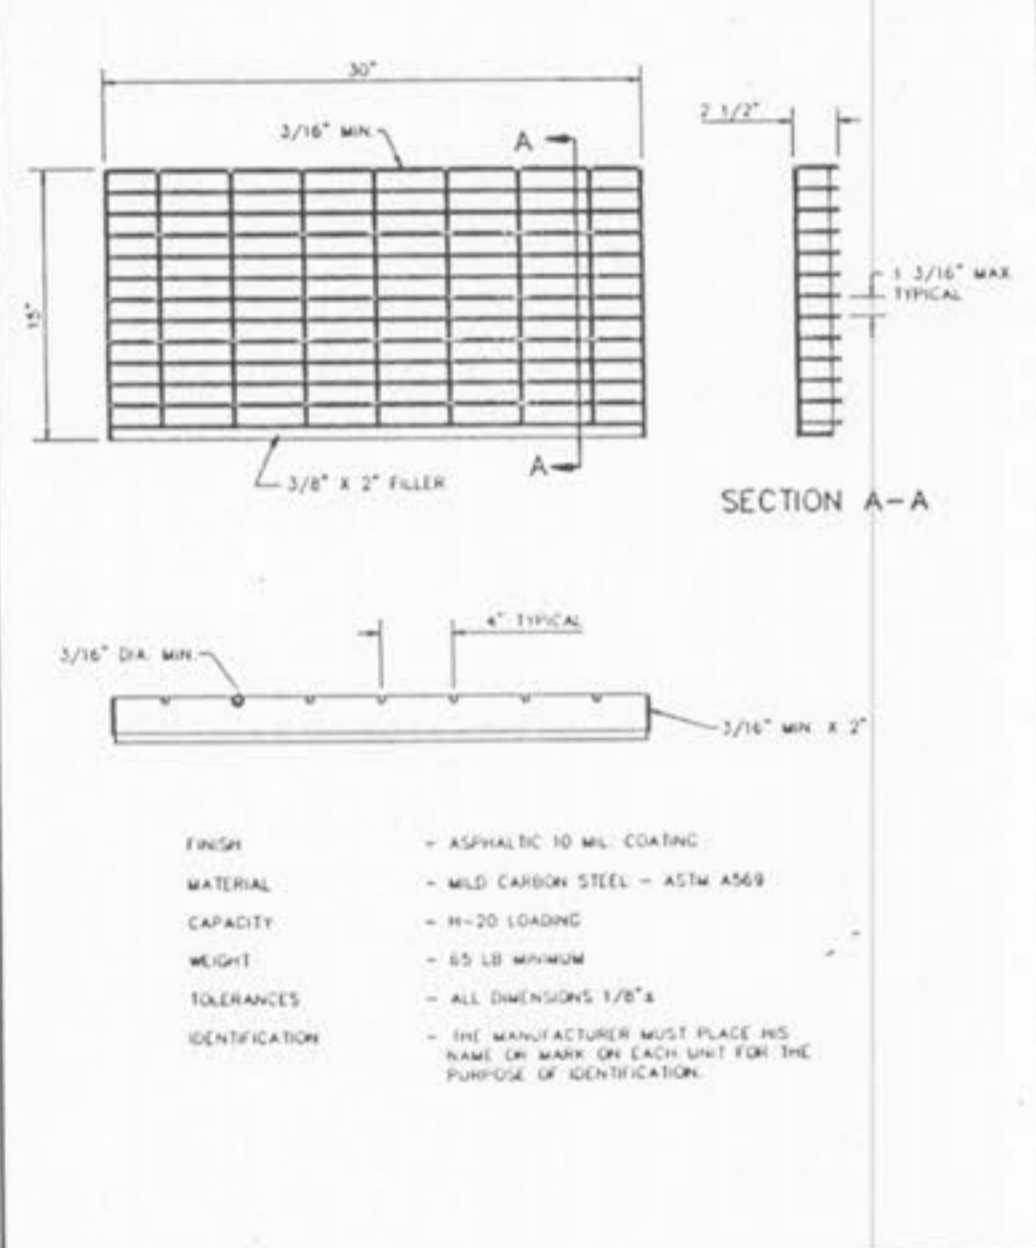 30"
2 1/2"
3/16" MIN.
A
15"
1 3/16" MAX
TYPICAL
A
3/8" X 2" FILLER
SECTION A-A
4" TYPICAL
3/16" DIA. MIN.
3/16" MIN. X 2"
FINISH - ASPHALTIC 10 MIL. COATING
MATERIAL - MILD CARBON STEEL - ASTM A569
CAPACITY - H-20 LOADING
WEIGHT - 65 LB MINIMUM
TOLERANCES - ALL DIMENSIONS 1/8"±
IDENTIFICATION - THE MANUFACTURER MUST PLACE HIS
NAME OR MARK ON EACH UNIT FOR THE
PURPOSE OF IDENTIFICATION.